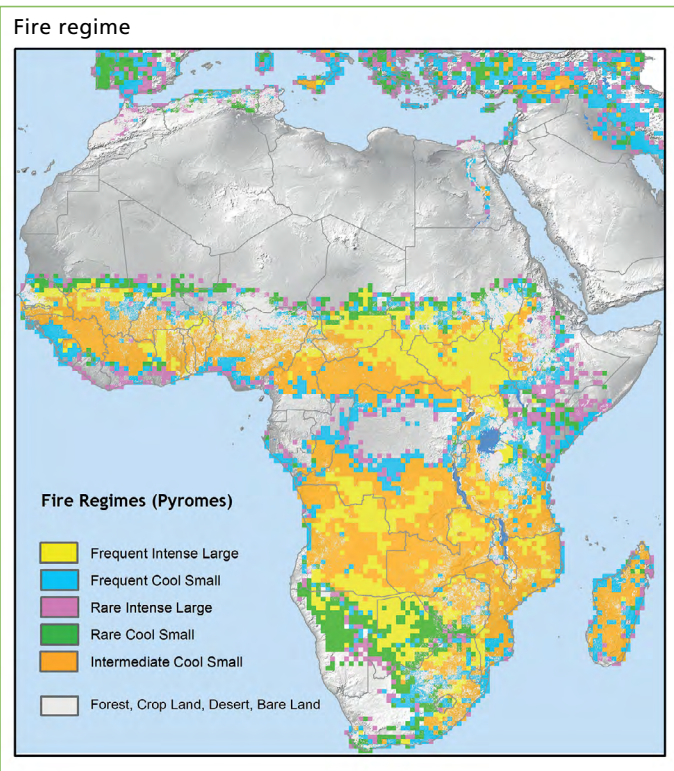 Fire regime
Fire Regimes (Pyromes)
Frequent Intense Large
Frequent Cool Small
Rare Intense Large
Rare Cool Small
Intermediate Cool Small
Forest, Crop Land, Desert, Bare Land